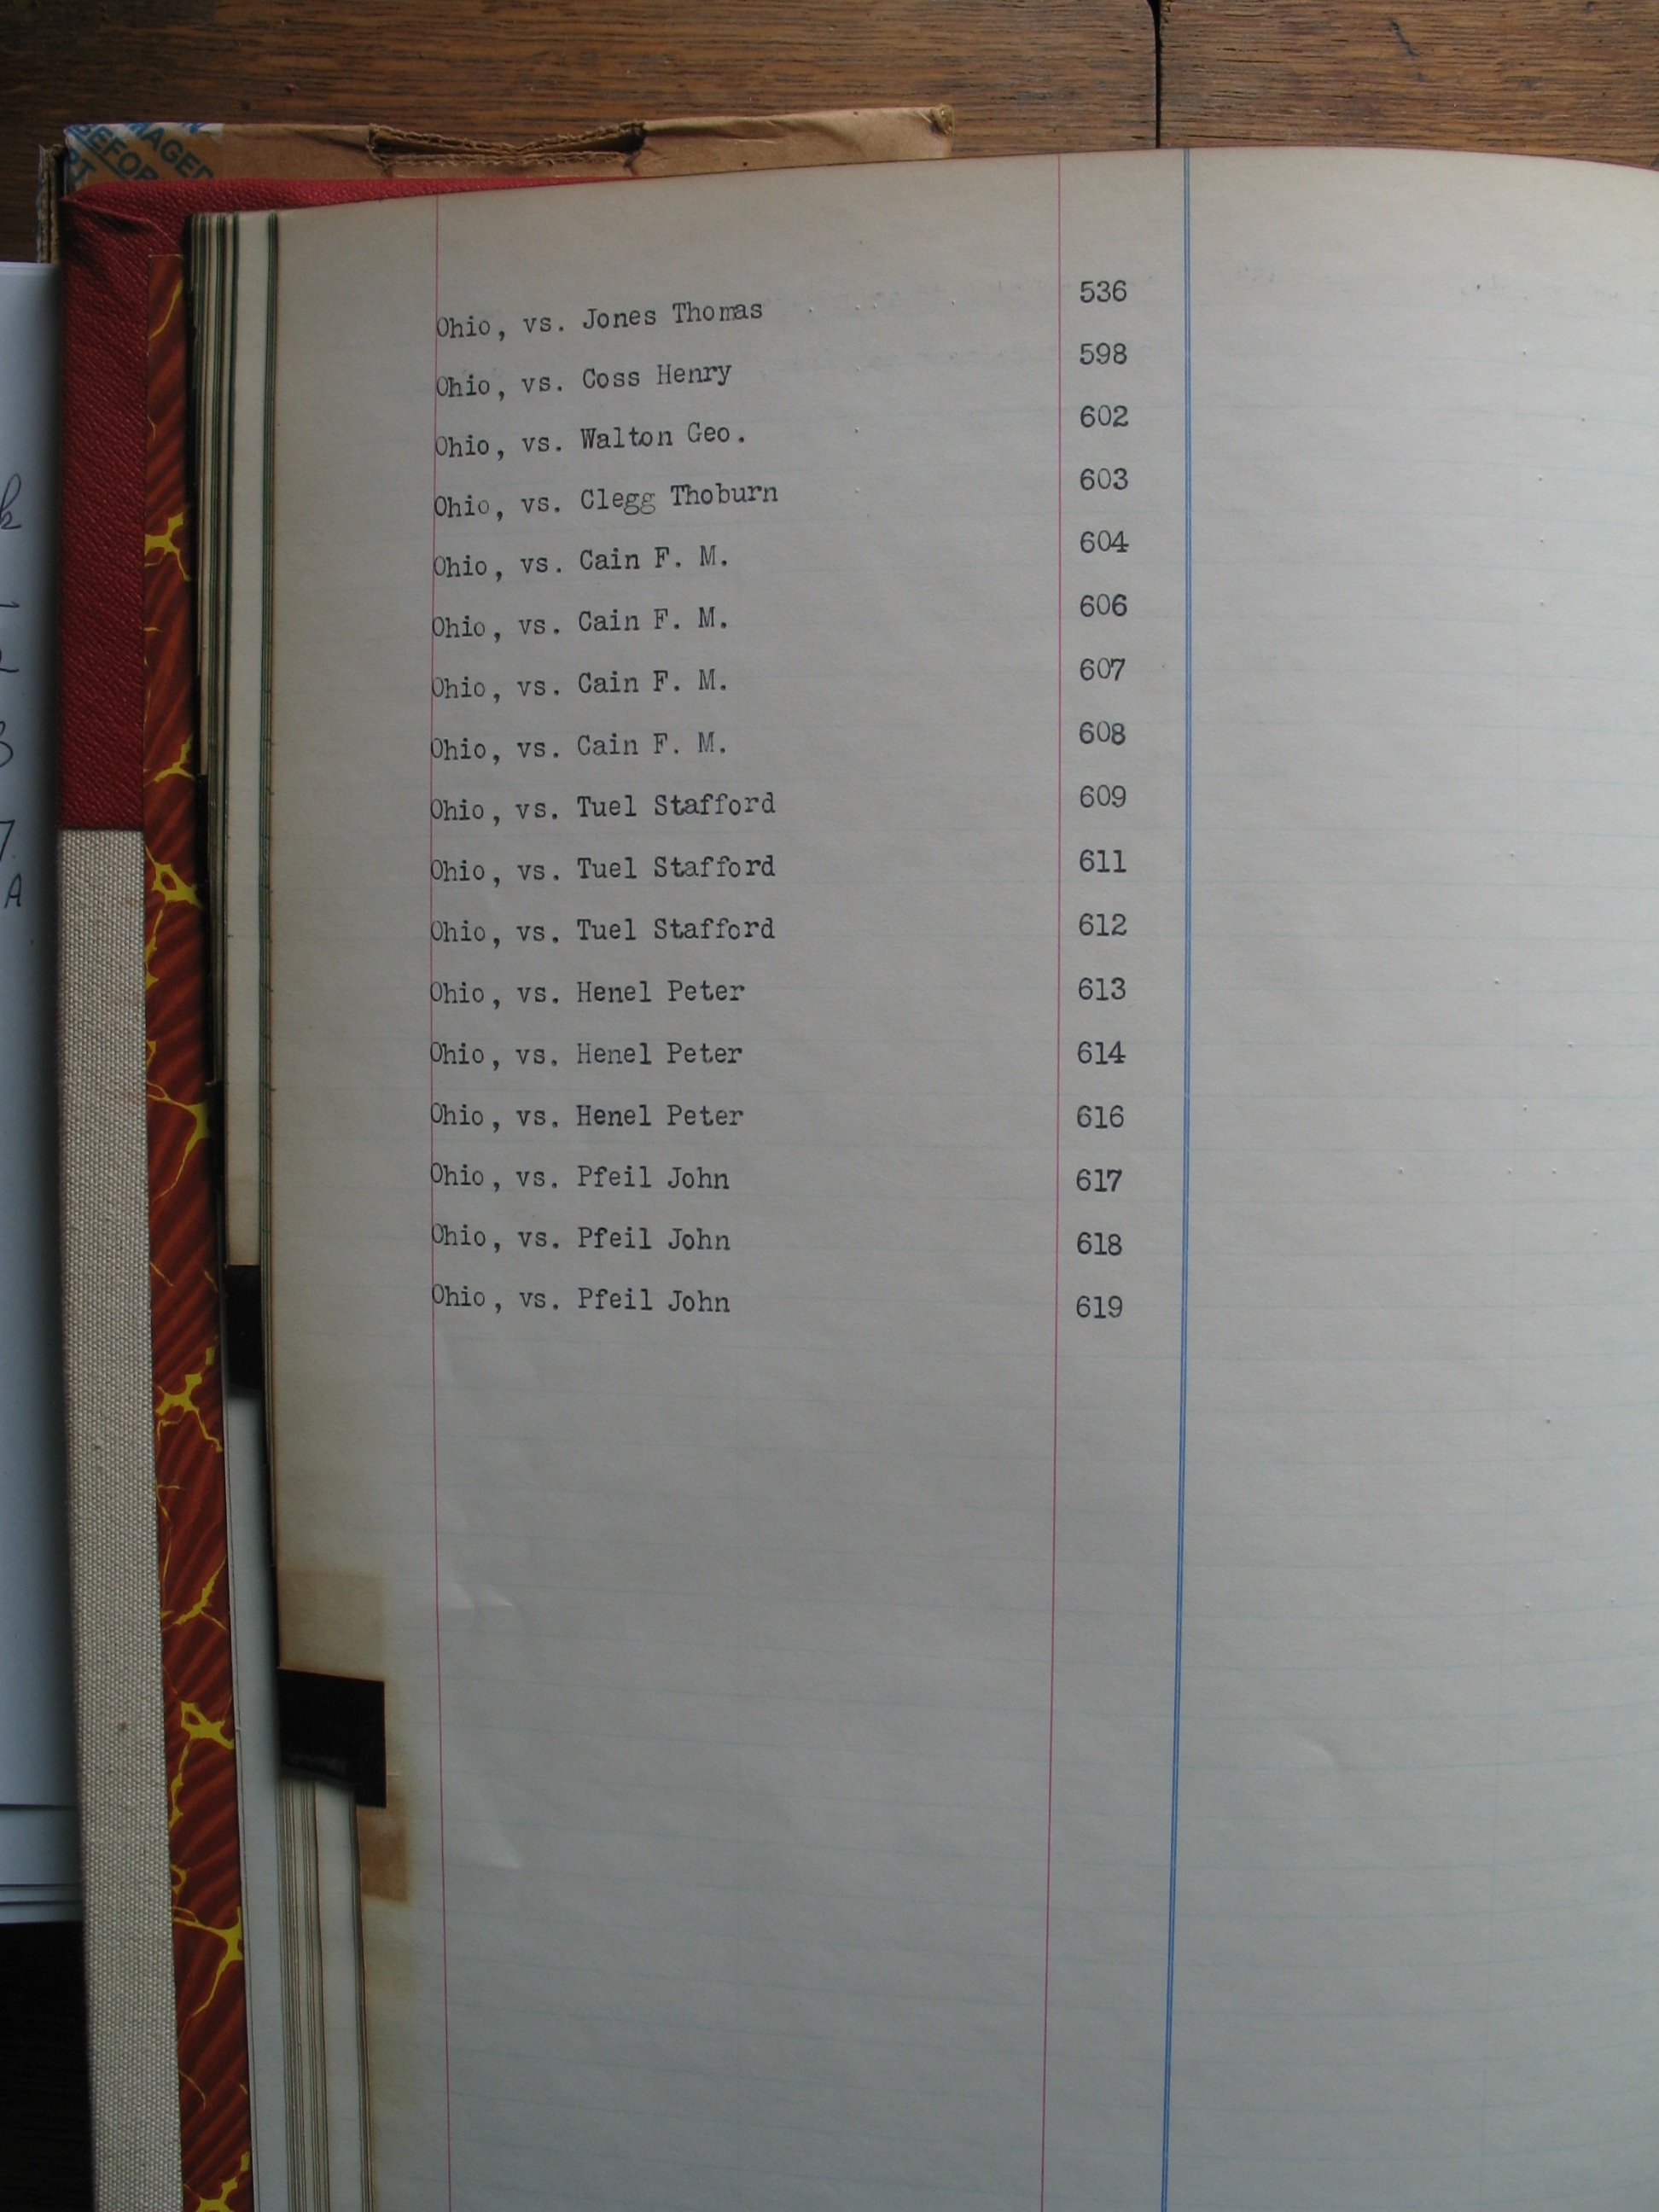 MAGED
BEFOR
Ohio, vs. Jones Thomas 536
Ohio, vs. Coss Henry 598
Ohio, vs. Walton Geo. 602
Ohio, vs. Clegg Thoburn 603
Ohio, vs. Cain F. M. 604
Ohio, vs. Cain F. M. 606
Ohio, vs. Cain F. M. 607
Ohio, vs. Cain F. M. 608
Ohio, vs. Tuel Stafford 609
Ohio, vs. Tuel Stafford 611
Ohio, vs. Tuel Stafford 612
Ohio, vs. Henel Peter 613
Ohio, vs. Henel Peter 614
Ohio, vs. Henel Peter 616
Ohio, vs. Pfeil John 617
Ohio, vs. Pfeil John 618
Ohio, vs. Pfeil John 619